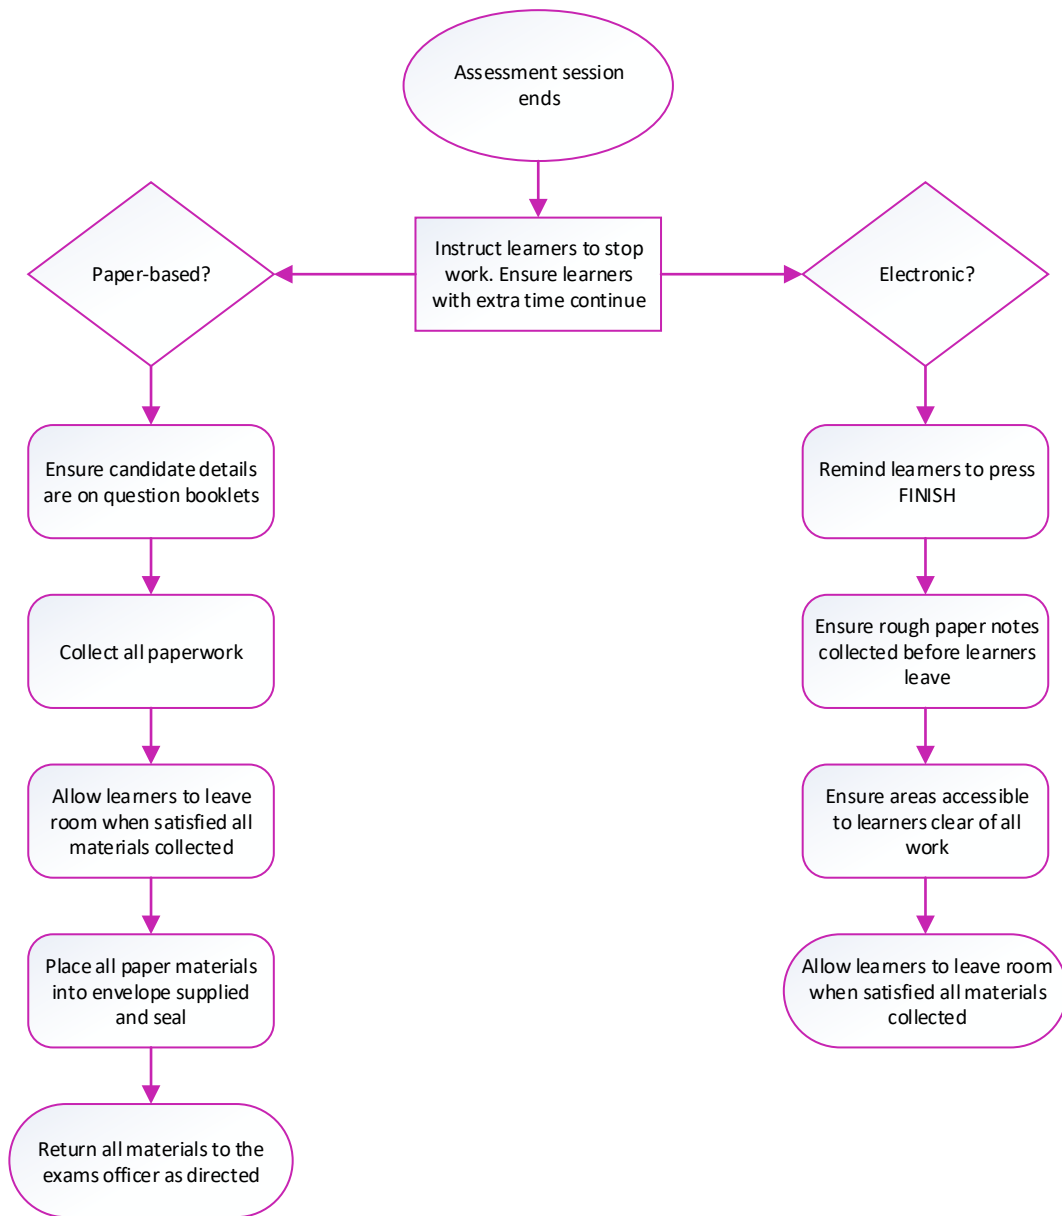 Assessment session
ends
Instruct learners to stop
work. Ensure learners
with extra time continue
Paper-based?
Electronic?
Ensure candidate details
are on question booklets
Collect all paperwork
Allow learners to leave
room when satisfied all
materials collected
Place all paper materials
into envelope supplied
and seal
Return all materials to the
exams officer as directed
Remind learners to press
FINISH
Ensure rough paper notes
collected before learners
leave
Ensure areas accessible
to learners clear of all
work
Allow learners to leave room
when satisfied all materials
collected